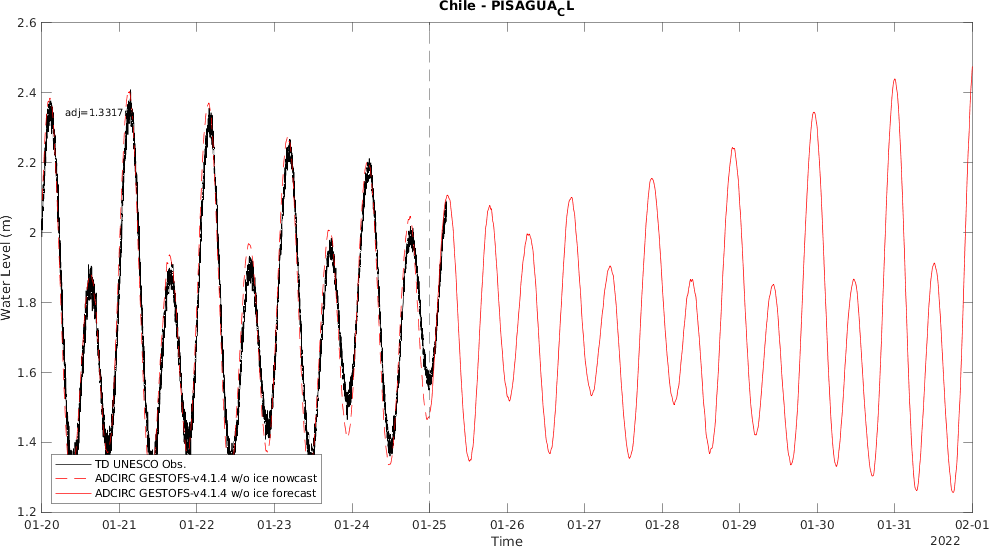 Chile - PISAGUA_CL
2.6
2.4
2.2
2
1.8
1.6
1.4
1.2
Water Level (m)
adj=1.3317
TD UNESCO Obs.
ADCIRC GESTOFS-v4.1.4 w/o ice nowcast
ADCIRC GESTOFS-v4.1.4 w/o ice forecast
01-20 01-21 01-22 01-23 01-24 01-25 01-26 01-27 01-28 01-29 01-30 01-31 02-01
Time
2022